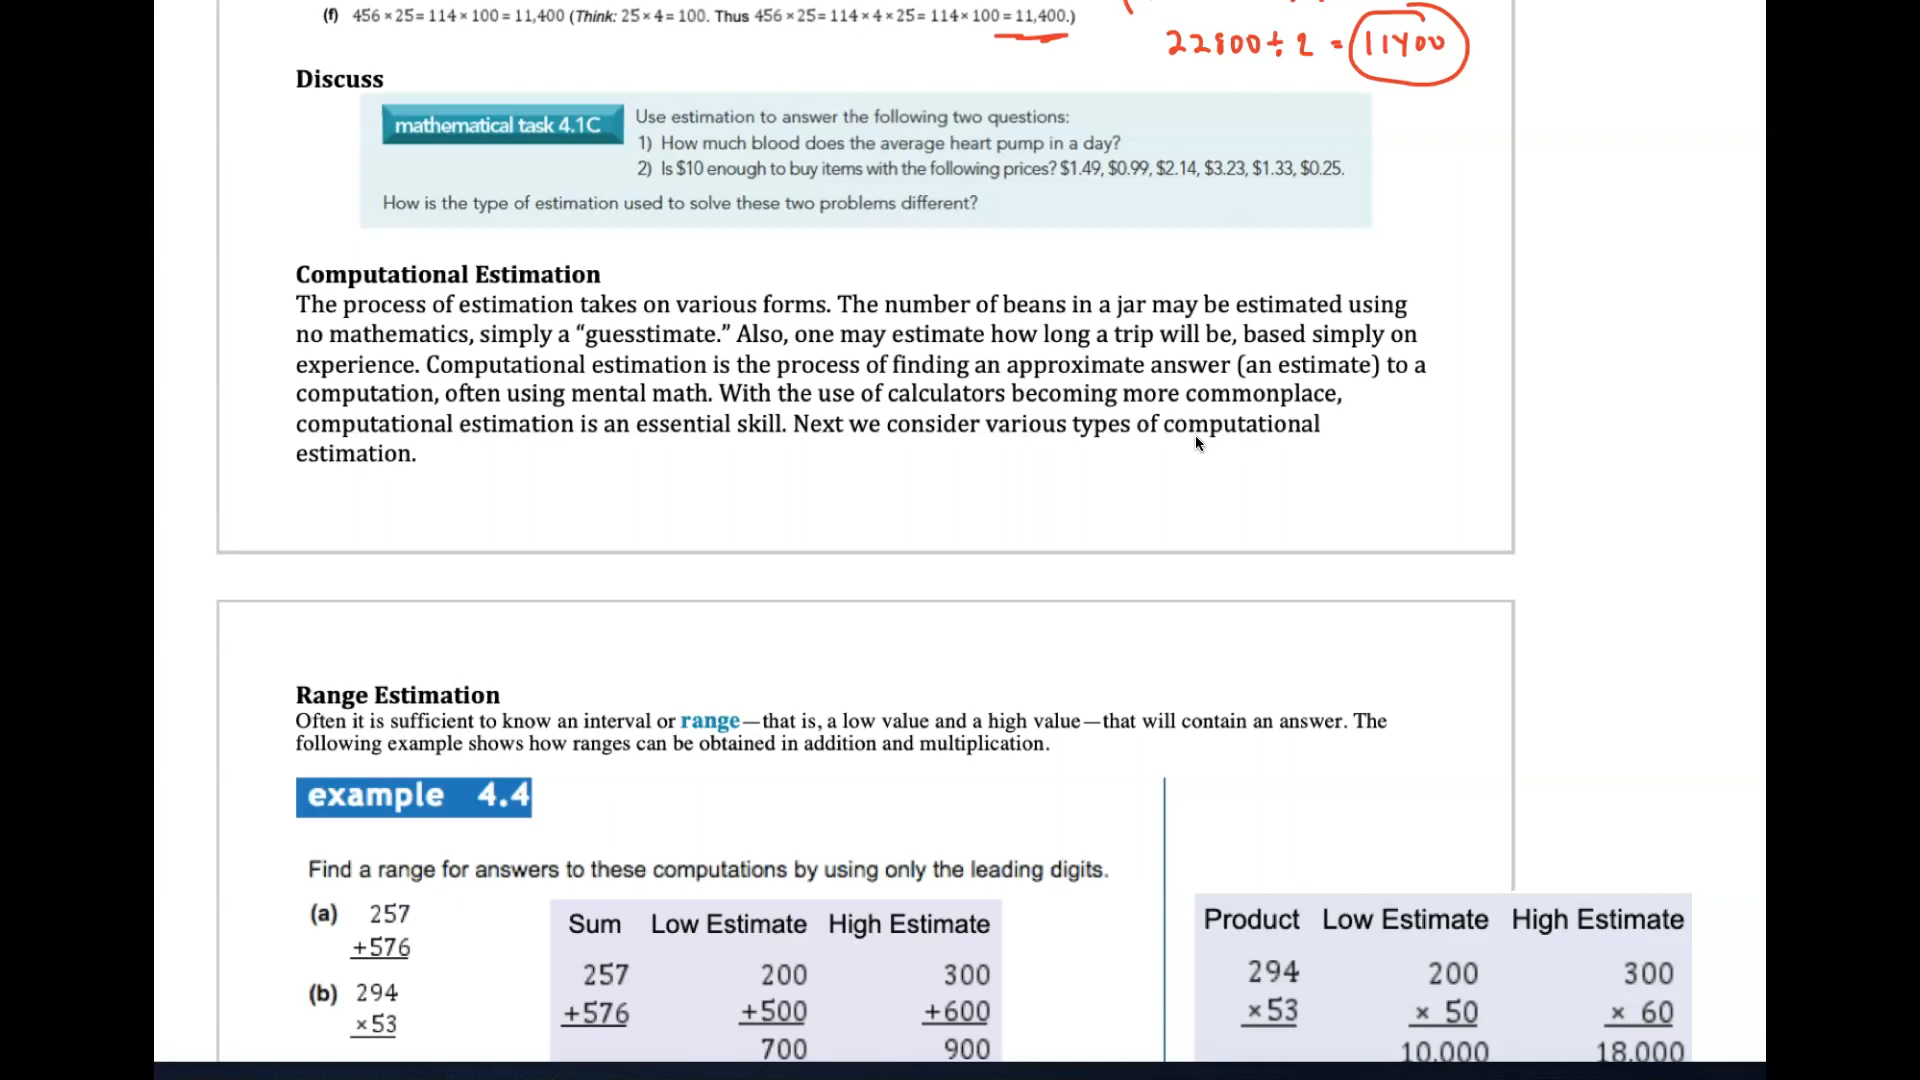 (f) 456 × 25 = 114 × 100 = 11,400 (Think: 25 × 4 = 100. Thus 456 × 25 = 114 × 4 × 25 = 114 × 100 = 11,400.)
22800 ÷ 2 = 11400
Discuss
mathematical task 4.1C
Use estimation to answer the following two questions:
1) How much blood does the average heart pump in a day?
2) Is $10 enough to buy items with the following prices? $1.49, $0.99, $2.14, $3.23, $1.33, $0.25.
How is the type of estimation used to solve these two problems different?
Computational Estimation
The process of estimation takes on various forms. The number of beans in a jar may be estimated using
no mathematics, simply a “guesstimate.” Also, one may estimate how long a trip will be, based simply on
experience. Computational estimation is the process of finding an approximate answer (an estimate) to a
computation, often using mental math. With the use of calculators becoming more commonplace,
computational estimation is an essential skill. Next we consider various types of computational
estimation.
Range Estimation
Often it is sufficient to know an interval or range—that is, a low value and a high value—that will contain an answer. The
following example shows how ranges can be obtained in addition and multiplication.
example 4.4
Find a range for answers to these computations by using only the leading digits.
(a) 257
+576
(b) 294
×53
Sum Low Estimate High Estimate
257 200 300
+576 +500 +600
700 900
Product Low Estimate High Estimate
294 200 300
×53 × 50 × 60
10,000 18,000